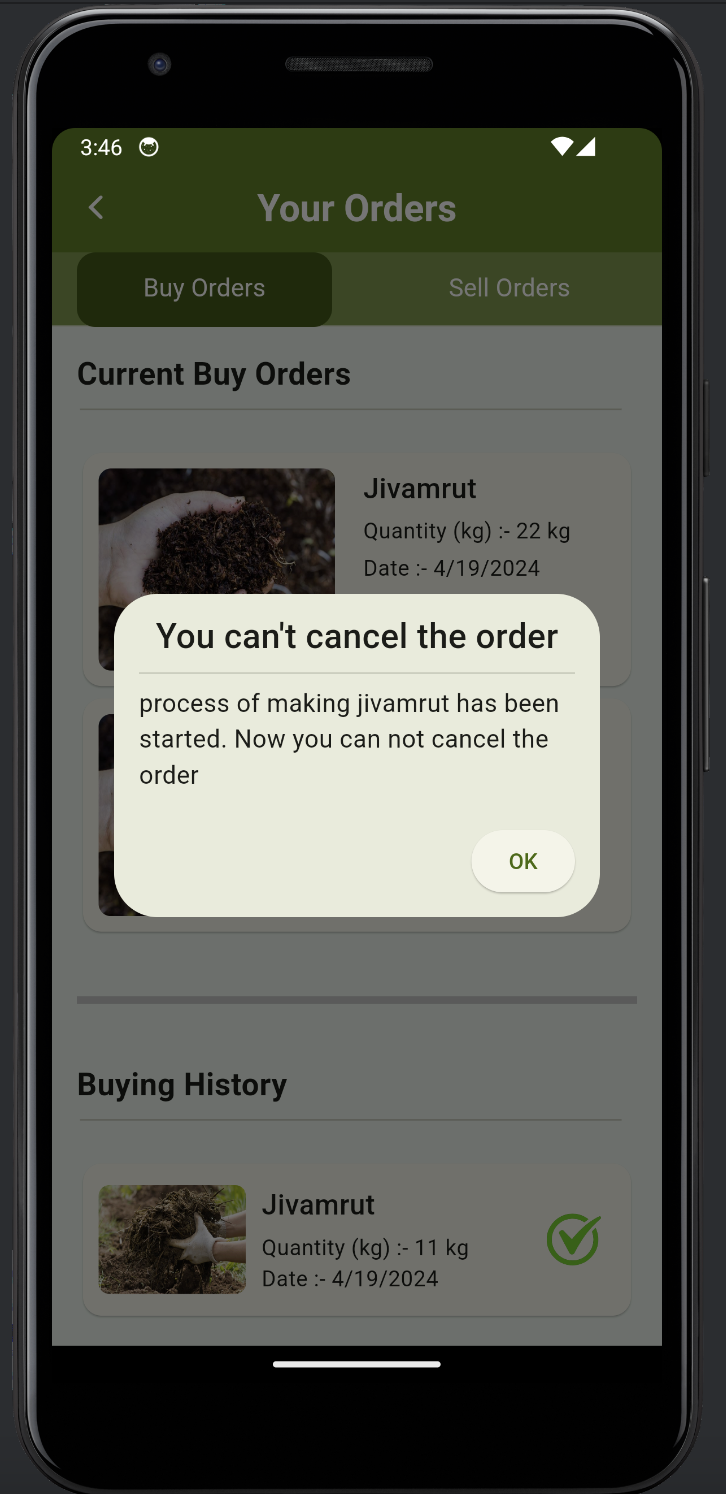 3:46
Your Orders
Buy Orders
Sell Orders
Current Buy Orders
Jivamrut
Quantity (kg) :- 22 kg
Date :- 4/19/2024
You can't cancel the order
process of making jivamrut has been
started. Now you can not cancel the
order
OK
Buying History
Jivamrut
Quantity (kg) :- 11 kg
Date :- 4/19/2024